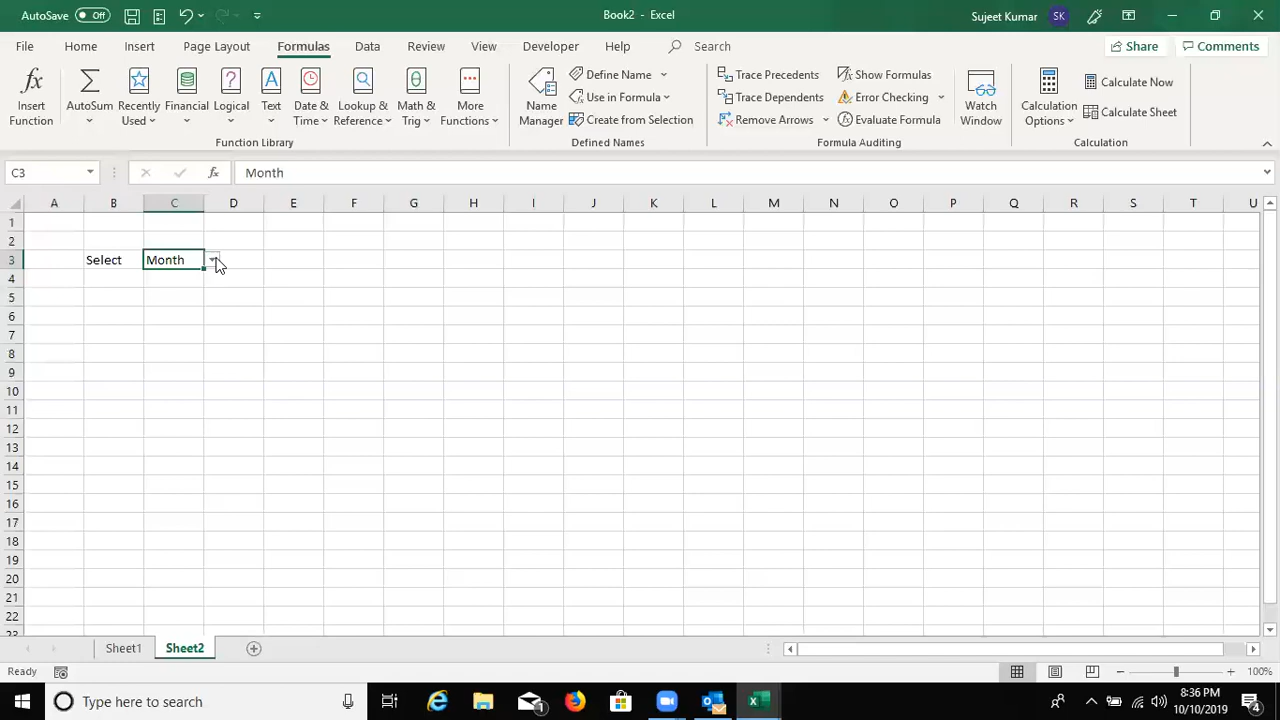 AutoSave Off Book2 - Excel Sujeet Kumar SK
File Home Insert Page Layout Formulas Data Review View Developer Help Search Share Comments
Insert Function
AutoSum
Recently Used
Financial
Logical
Text
Date & Time
Lookup & Reference
Math & Trig
More Functions
Function Library
Name Manager
Define Name
Use in Formula
Create from Selection
Defined Names
Trace Precedents
Trace Dependents
Remove Arrows
Show Formulas
Error Checking
Evaluate Formula
Formula Auditing
Watch Window
Calculation Options
Calculate Now
Calculate Sheet
Calculation
C3 fx Month
A B C D E F G H I J K L M N O P Q R S T U
1
2
3 Select Month
4
5
6
7
8
9
10
11
12
13
14
15
16
17
18
19
20
21
22
23
Sheet1 Sheet2
Ready 100%
Type here to search 1 8:36 PM
10/10/2019 4